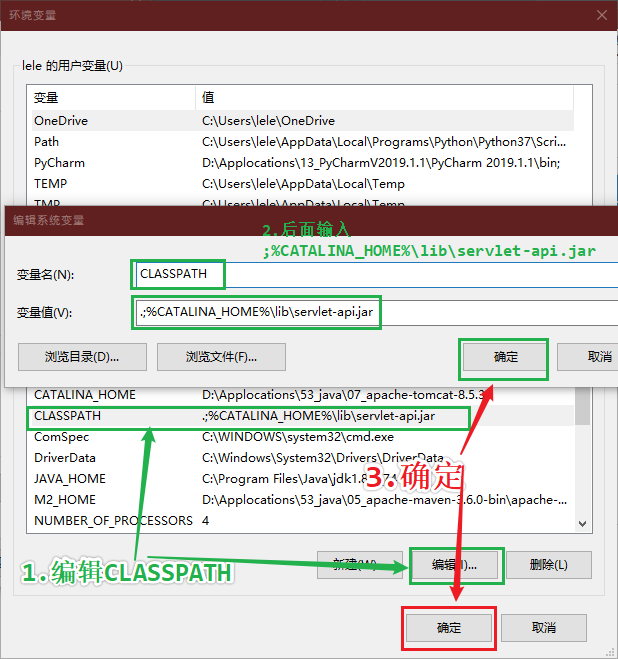 环境变量
lele 的用户变量(U)
变量 值
OneDrive C:\Users\lele\OneDrive
Path C:\Users\lele\AppData\Local\Programs\Python\Python37\Scri...
PyCharm D:\Applocations\13_PyCharmV2019.1.1\PyCharm 2019.1.1\bin;
TEMP C:\Users\lele\AppData\Local\Temp
TMP C:\Users\lele\AppData\Local\Temp
编辑系统变量
2.后面输入
;%CATALINA_HOME%\lib\servlet-api.jar
变量名(N): CLASSPATH
变量值(V): .;%CATALINA_HOME%\lib\servlet-api.jar
浏览目录(D)... 浏览文件(F)... 确定 取消
CATALINA_HOME D:\Applocations\53_java\07_apache-tomcat-8.5.3
CLASSPATH .;%CATALINA_HOME%\lib\servlet-api.jar
ComSpec C:\WINDOWS\system32\cmd.exe
DriverData C:\Windows\System32\Drivers\DriverData
JAVA_HOME C:\Program Files\Java\jdk1.8
3.确定
M2_HOME D:\Applocations\53_java\05_apache-maven-3.6.0-bin\apache-...
NUMBER_OF_PROCESSORS 4
1.编辑CLASSPATH
新建(W)... 编辑(I)... 删除(L)
确定 取消